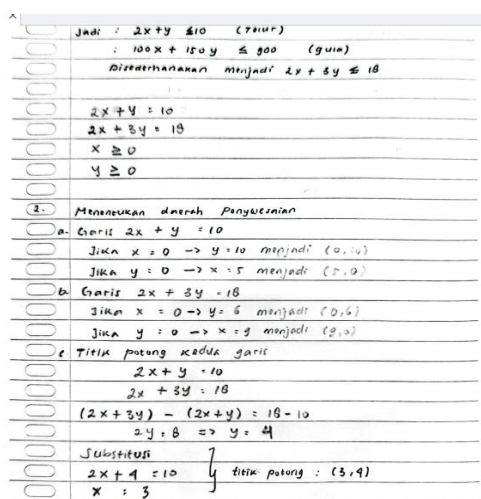 Jadi : 2x+y ≤10 (Telur)
: 100x + 150y ≤ 900 (gula)
Disederhanakan menjadi 2x + 3y ≤ 18
2x + y = 10
2x + 3y = 18
x ≥ 0
y ≥ 0
2. Menentukan daerah Penyelesaian
a. Garis 2x + y = 10
Jika x = 0 -> y = 10 menjadi (0,10)
Jika y = 0 -> x = 5 menjadi (5,0)
b. Garis 2x + 3y = 18
Jika x = 0 -> y = 6 menjadi (0,6)
Jika y = 0 -> x = 9 menjadi (9,0)
c. Titik potong kedua garis
2x + y = 10
2x + 3y = 18
(2x+3y) - (2x+y) = 18 - 10
2y = 8 => y = 4
Substitusi
2x + 4 = 10 } titik potong : (3,4)
x = 3